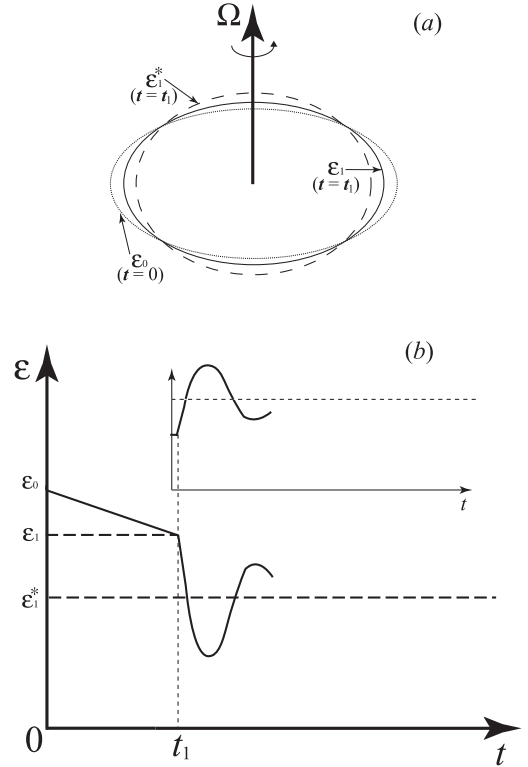 Ω
(a)
ε₁*
(t = t₁)
ε₁
(t = t₁)
ε₀
(t = 0)
(b)
ε
ε₀
t
ε₁
ε₁*
0
t₁
t